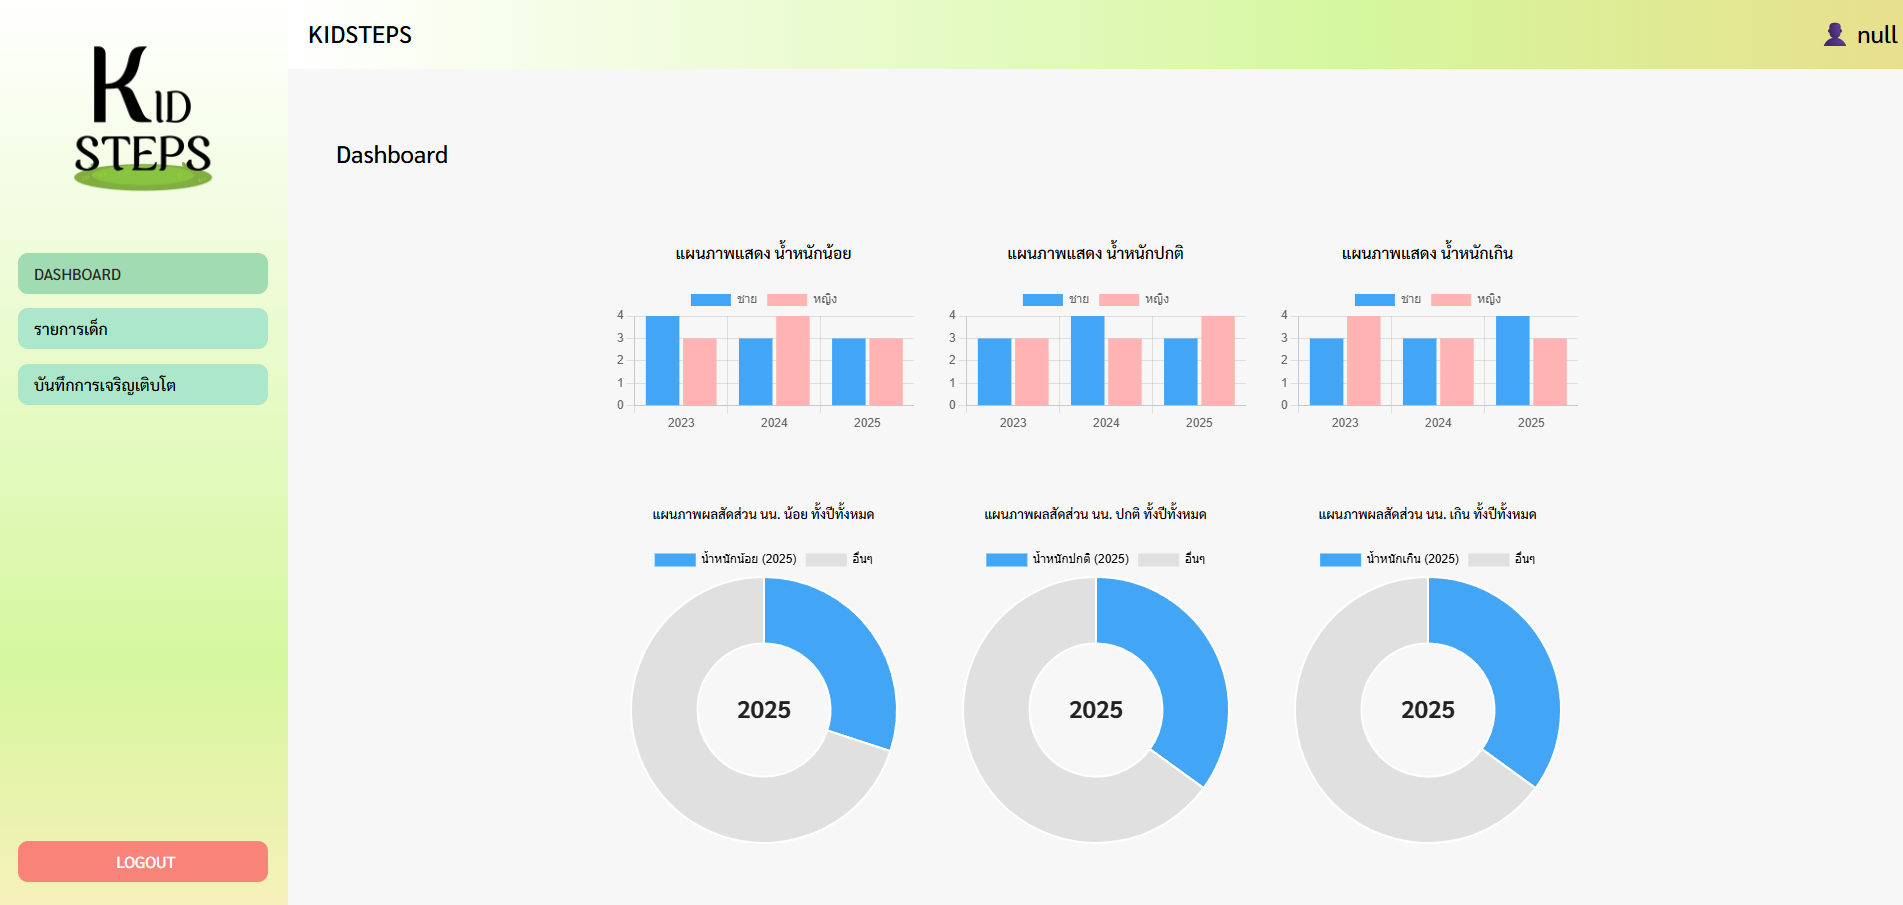 KID
STEPS
DASHBOARD
รายการเด็ก
บันทึกการเจริญเติบโต
LOGOUT
KIDSTEPS
null
Dashboard
แผนภาพแสดง น้ำหนักน้อย
ชาย หญิง
4
3
2
1
0
2023 2024 2025
แผนภาพแสดง น้ำหนักปกติ
ชาย หญิง
4
3
2
1
0
2023 2024 2025
แผนภาพแสดง น้ำหนักเกิน
ชาย หญิง
4
3
2
1
0
2023 2024 2025
แผนภาพผลสัดส่วน นน. น้อย ทั้งปีทั้งหมด
น้ำหนักน้อย (2025) อื่นๆ
2025
แผนภาพผลสัดส่วน นน. ปกติ ทั้งปีทั้งหมด
น้ำหนักปกติ (2025) อื่นๆ
2025
แผนภาพผลสัดส่วน นน. เกิน ทั้งปีทั้งหมด
น้ำหนักเกิน (2025) อื่นๆ
2025